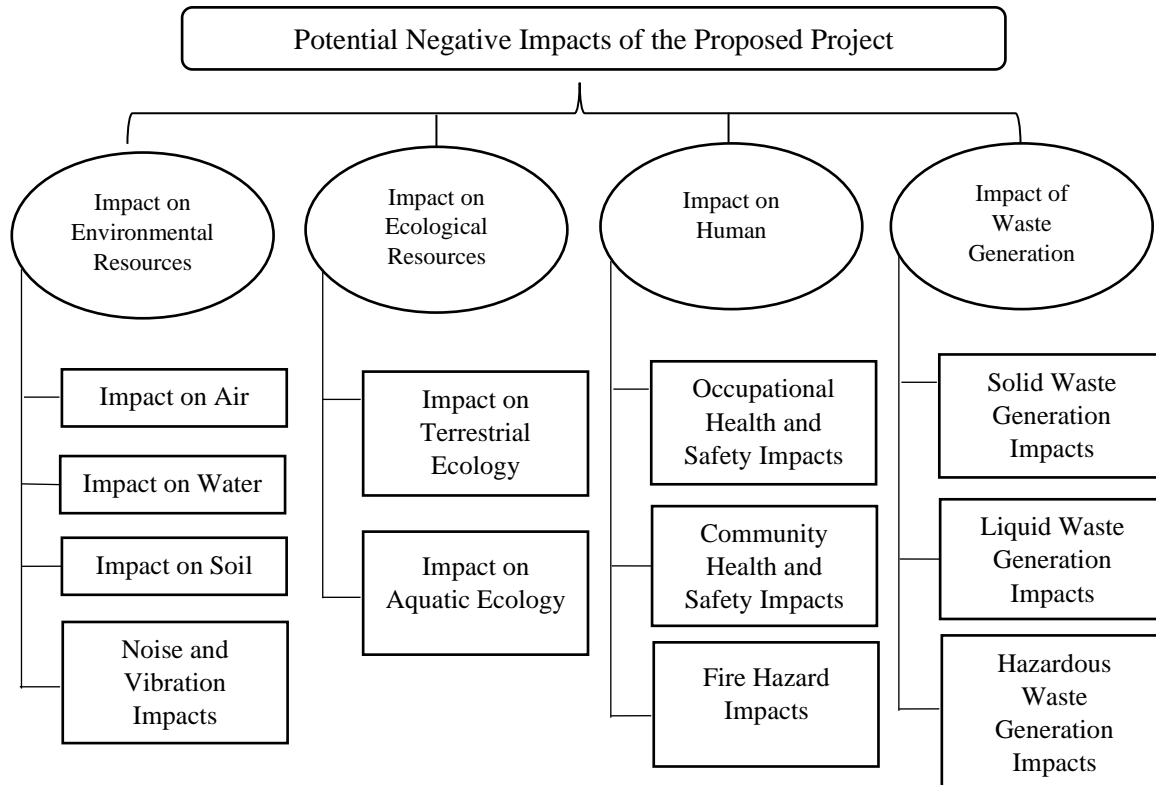 Potential Negative Impacts of the Proposed Project
Impact on
Environmental
Resources
Impact on
Ecological
Resources
Impact on
Human
Impact of
Waste
Generation
Impact on Air
Impact on Water
Impact on Soil
Noise and
Vibration
Impacts
Impact on
Terrestrial
Ecology
Impact on
Aquatic Ecology
Occupational
Health and
Safety Impacts
Community
Health and
Safety Impacts
Fire Hazard
Impacts
Solid Waste
Generation
Impacts
Liquid Waste
Generation
Impacts
Hazardous
Waste
Generation
Impacts